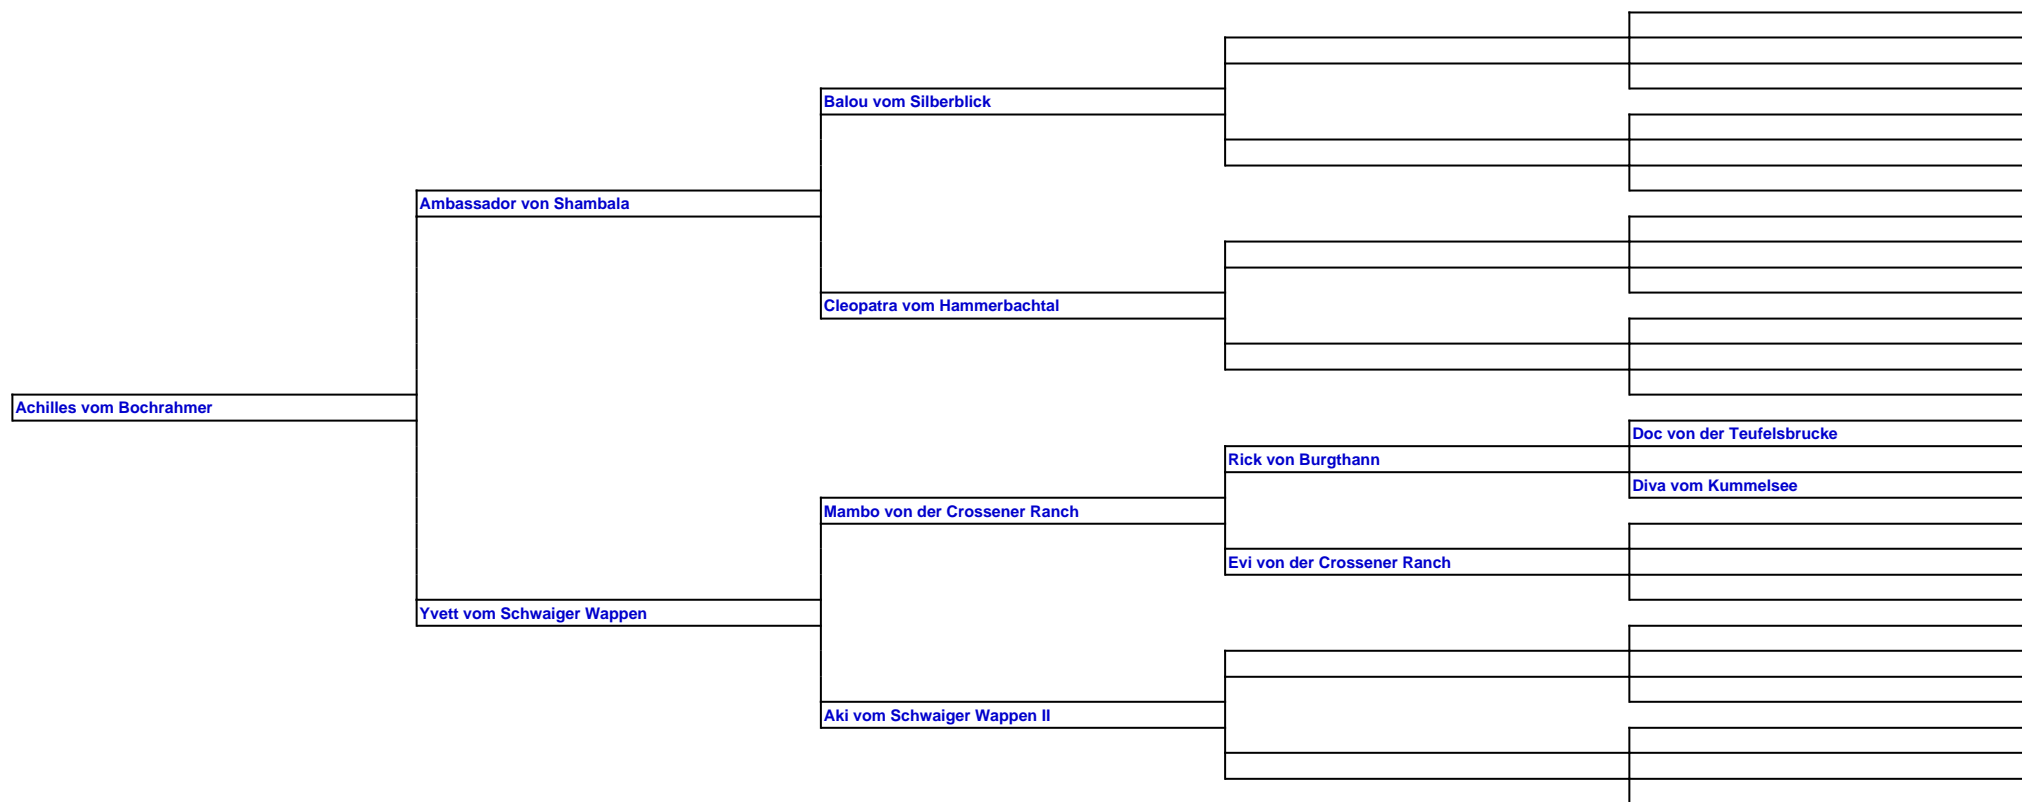 Balou vom Silberblick
Ambassador von Shambala
Cleopatra vom Hammerbachtal
Achilles vom Bochrahmer
Doc von der Teufelsbrucke
Rick von Burgthann
Diva vom Kummelsee
Mambo von der Crossener Ranch
Evi von der Crossener Ranch
Yvett vom Schwaiger Wappen
Aki vom Schwaiger Wappen II